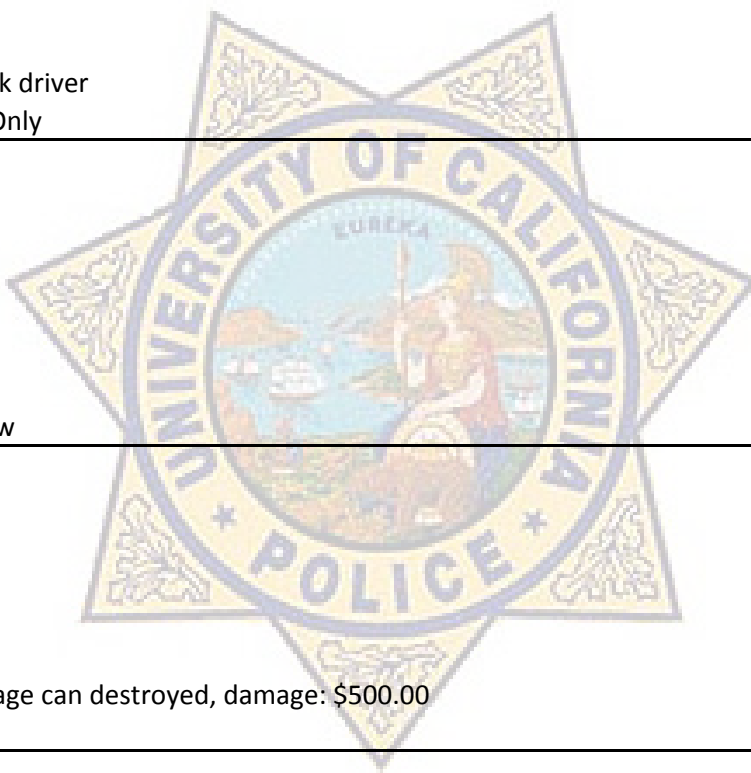 k driver
Only
UNIVERSITY OF CALIFORNIA
EUREKA
w
POLICE
age can destroyed, damage: $500.00